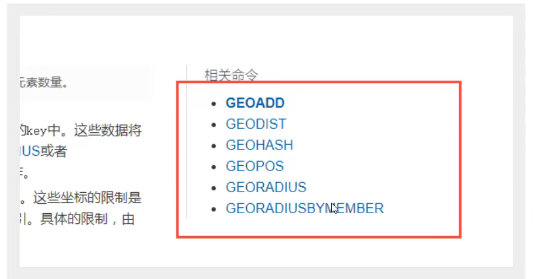 相关命令
元素数量。
GEOADD
GEODIST
的key中。这些数据将
GEOHASH
IUS或者
GEOPOS
。
GEORADIUS
。这些坐标的限制是
GEORADIUSBYMEMBER
引。具体的限制，由